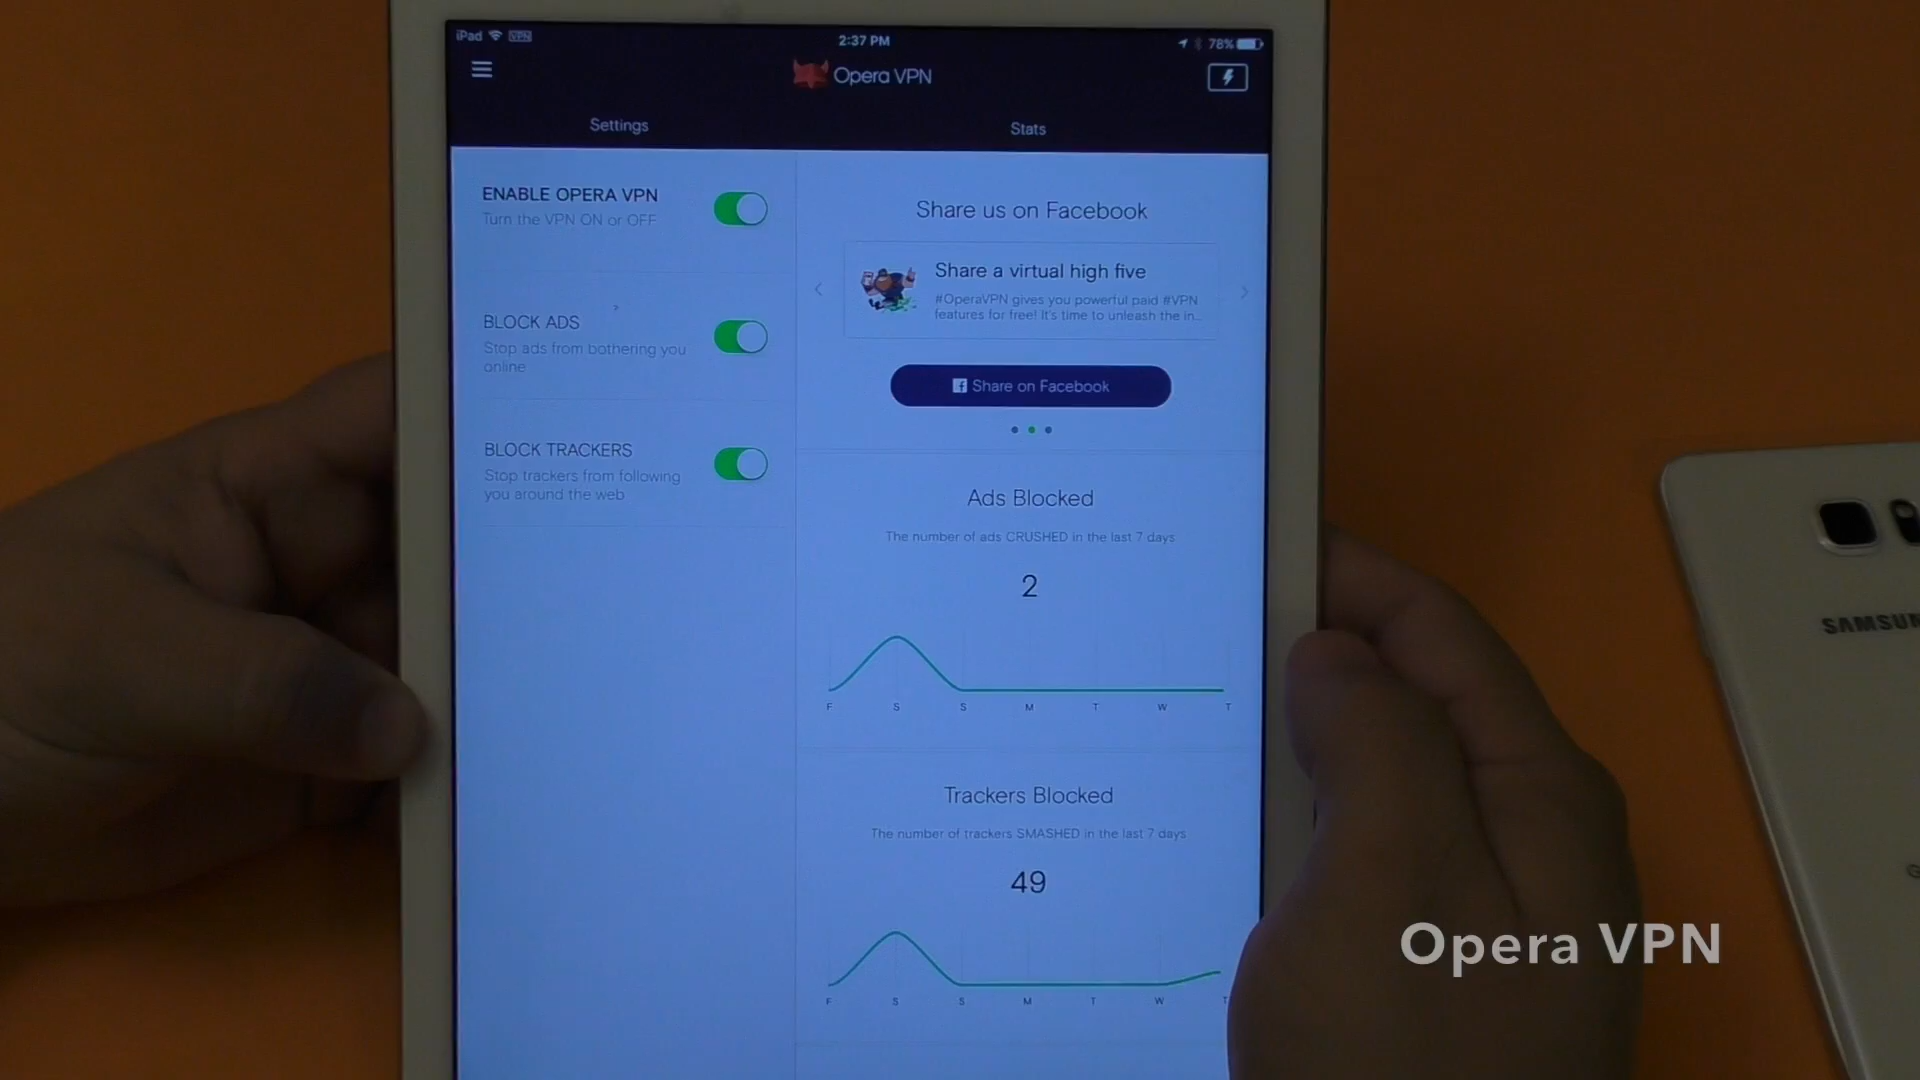 iPad VPN 2:37 PM 78%
Opera VPN
Settings Stats
ENABLE OPERA VPN
Turn the VPN ON or OFF
BLOCK ADS
Stop ads from bothering you
online
BLOCK TRACKERS
Stop trackers from following
you around the web
Share us on Facebook
Share a virtual high five
#OperaVPN gives you powerful paid #VPN
features for free! It's time to unleash the in...
Share on Facebook
Ads Blocked
The number of ads CRUSHED in the last 7 days
2
F S S M T W T
Trackers Blocked
The number of trackers SMASHED in the last 7 days
49
F S S M T W T
SAMSUN
G
Opera VPN